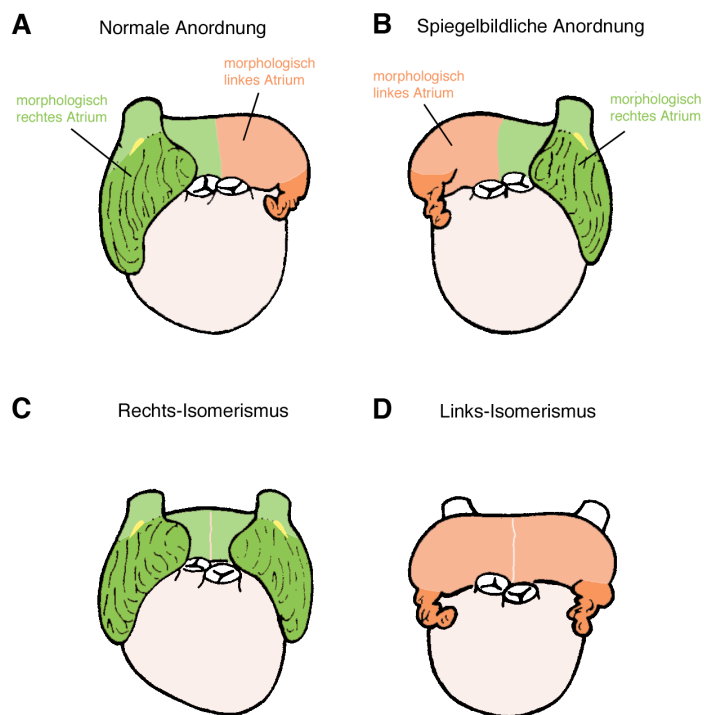 A
Normale Anordnung
morphologisch
linkes Atrium
morphologisch
rechtes Atrium
B
Spiegelbildliche Anordnung
morphologisch
linkes Atrium
morphologisch
rechtes Atrium
C
Rechts-Isomerismus
D
Links-Isomerismus